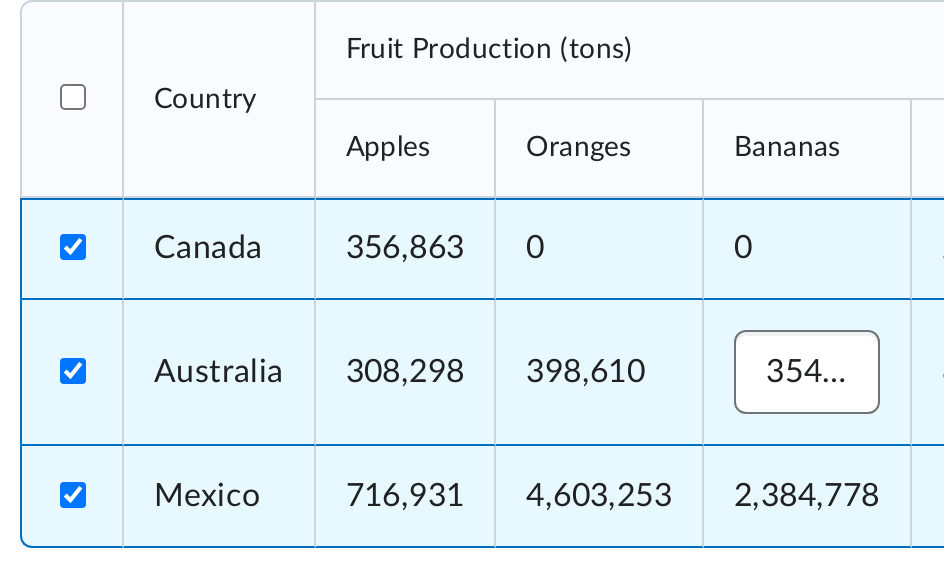 Fruit Production (tons)
Country
Apples Oranges Bananas
Canada 356,863 0 0
Australia 308,298 398,610 354...
Mexico 716,931 4,603,253 2,384,778